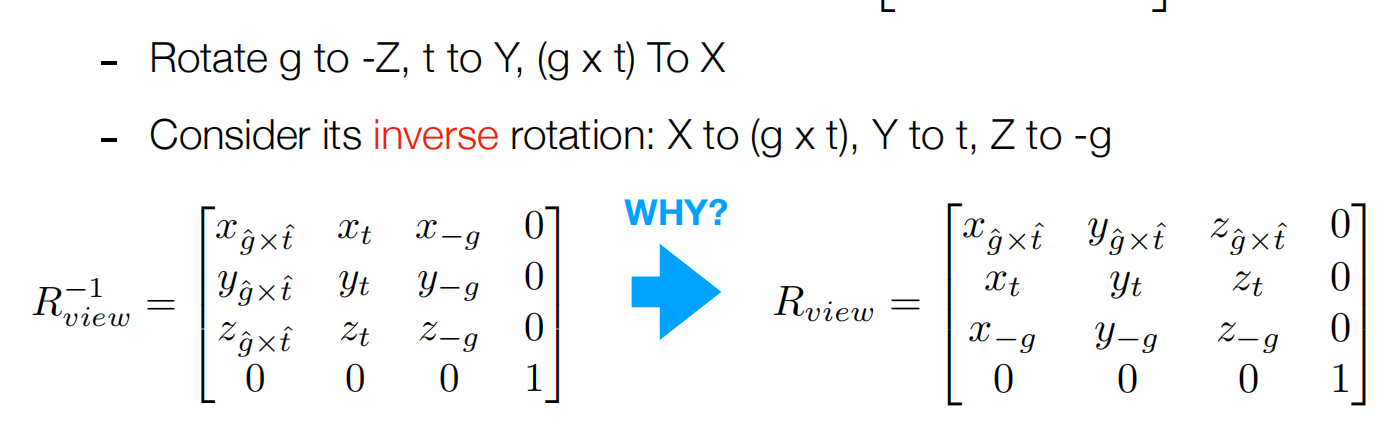 - Rotate g to -Z, t to Y, (g x t) To X
- Consider its inverse rotation: X to (g x t), Y to t, Z to -g
WHY?
R_{view}^{-1} = \begin{bmatrix} x_{\hat{g}\times\hat{t}} & x_t & x_{-g} & 0 \\ y_{\hat{g}\times\hat{t}} & y_t & y_{-g} & 0 \\ z_{\hat{g}\times\hat{t}} & z_t & z_{-g} & 0 \\ 0 & 0 & 0 & 1 \end{bmatrix}
R_{view} = \begin{bmatrix} x_{\hat{g}\times\hat{t}} & y_{\hat{g}\times\hat{t}} & z_{\hat{g}\times\hat{t}} & 0 \\ x_t & y_t & z_t & 0 \\ x_{-g} & y_{-g} & z_{-g} & 0 \\ 0 & 0 & 0 & 1 \end{bmatrix}